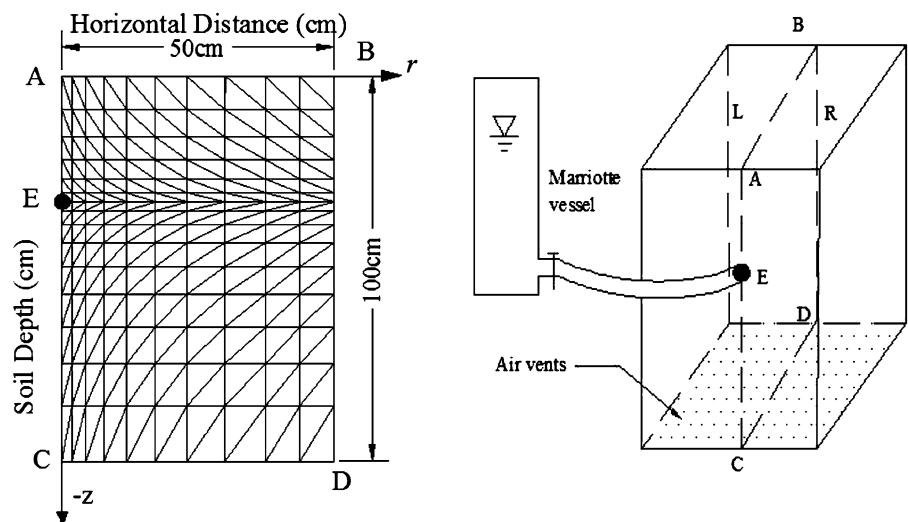 Horizontal Distance (cm)
50cm
A
B
r
E
Soil Depth (cm)
100cm
C
D
-z
B
L
R
A
Marriotte
vessel
E
D
Air vents
C